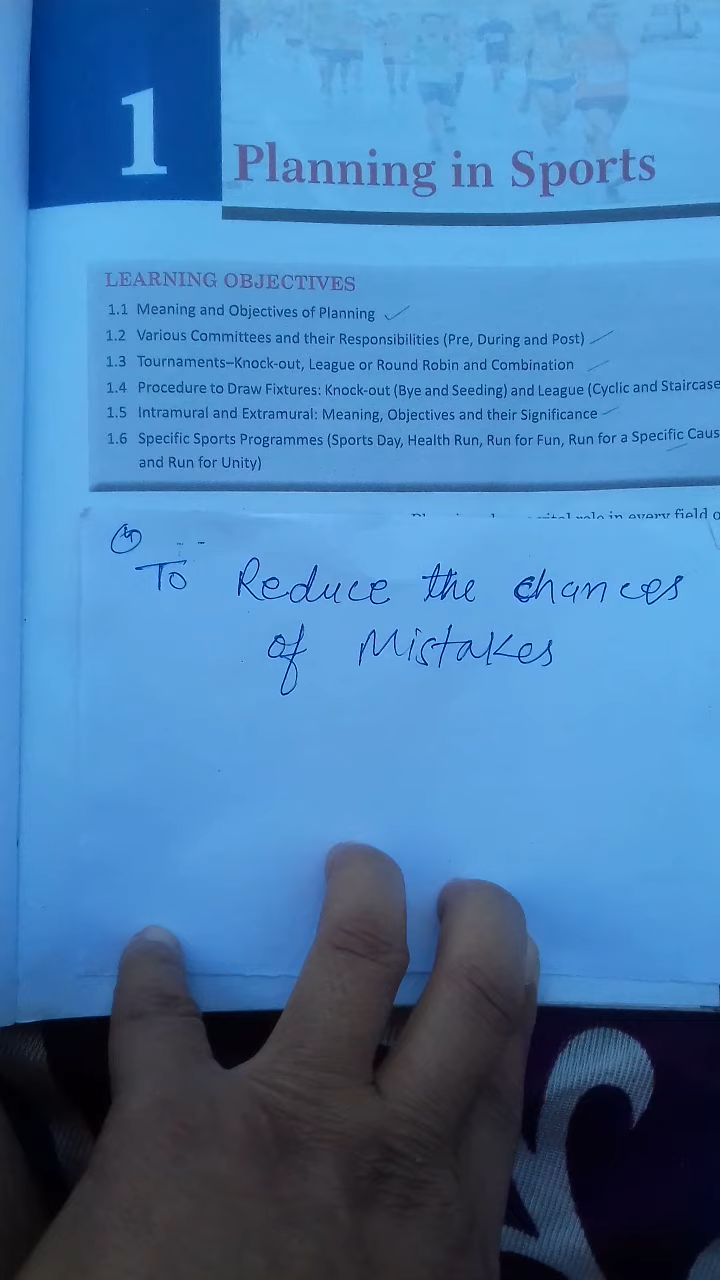 1
Planning in Sports
LEARNING OBJECTIVES
1.1 Meaning and Objectives of Planning
1.2 Various Committees and their Responsibilities (Pre, During and Post)
1.3 Tournaments–Knock-out, League or Round Robin and Combination
1.4 Procedure to Draw Fixtures: Knock-out (Bye and Seeding) and League (Cyclic and Staircase
1.5 Intramural and Extramural: Meaning, Objectives and their Significance
1.6 Specific Sports Programmes (Sports Day, Health Run, Run for Fun, Run for a Specific Caus
and Run for Unity)
in every field
4
To Reduce the chances
of Mistakes